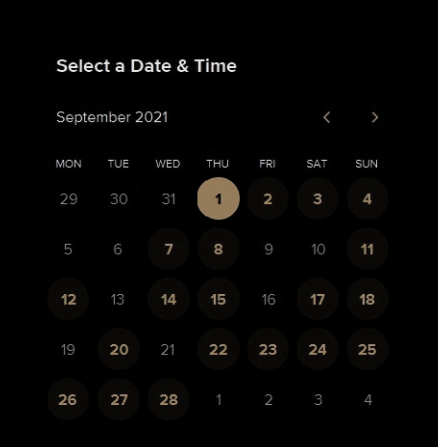 Select a Date & Time
September 2021
MON TUE WED THU FRI SAT SUN
29 30 31 1 2 3 4
5 6 7 8 9 10 11
12 13 14 15 16 17 18
19 20 21 22 23 24 25
26 27 28 1 2 3 4